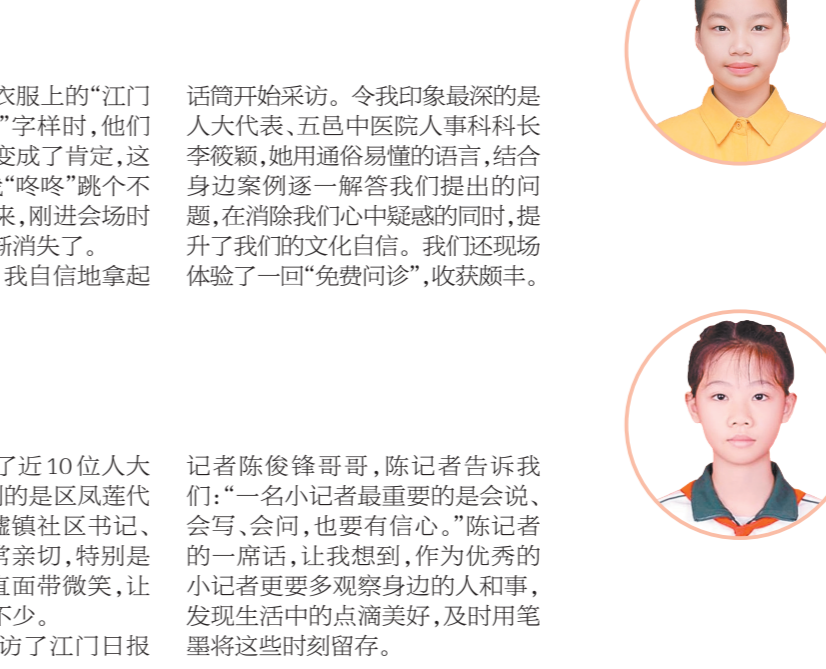 衣服上的“江门
”字样时,他们
变成了肯定,这
“咚咚”跳个不
来,刚进会场时
渐消失了。
我自信地拿起
话筒开始采访。令我印象最深的是
人大代表、五邑中医院人事科科长
李筱颖,她用通俗易懂的语言,结合
身边案例逐一解答我们提出的问
题,在消除我们心中疑惑的同时,提
升了我们的文化自信。我们还现场
体验了一回“免费问诊”,收获颇丰。
了近10位人大
的是区凤莲代
墟镇社区书记、
常亲切,特别是
直面带微笑,让
不少。
访了江门日报
记者陈俊锋哥哥,陈记者告诉我
们:“一名小记者最重要的是会说、
会写、会问,也要有信心。”陈记者
的一席话,让我想到,作为优秀的
小记者更要多观察身边的人和事,
发现生活中的点滴美好,及时用笔
墨将这些时刻留存。